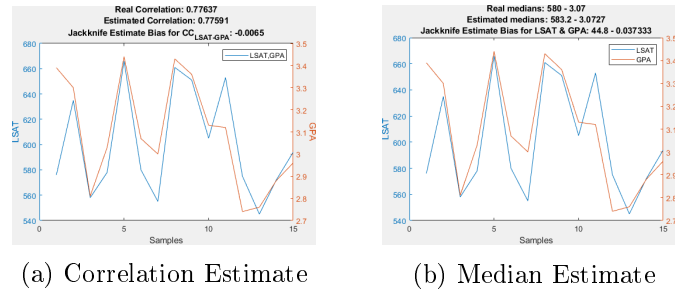 Real Correlation: 0.77637
Estimated Correlation: 0.77591
Jackknife Estimate Bias for CC_LSAT-GPA: -0.0065
LSAT,GPA
680
660
640
620
600
580
560
540
LSAT
3.5
3.4
3.3
3.2
3.1
3
2.9
2.8
2.7
GPA
0
5
10
15
Samples
(a) Correlation Estimate
Real medians: 580 - 3.07
Estimated medians: 583.2 - 3.0727
Jackknife Estimate Bias for LSAT & GPA: 44.8 - 0.037333
LSAT
GPA
680
660
640
620
600
580
560
540
LSAT
3.5
3.4
3.3
3.2
3.1
3
2.9
2.8
2.7
0
5
10
15
Samples
(b) Median Estimate